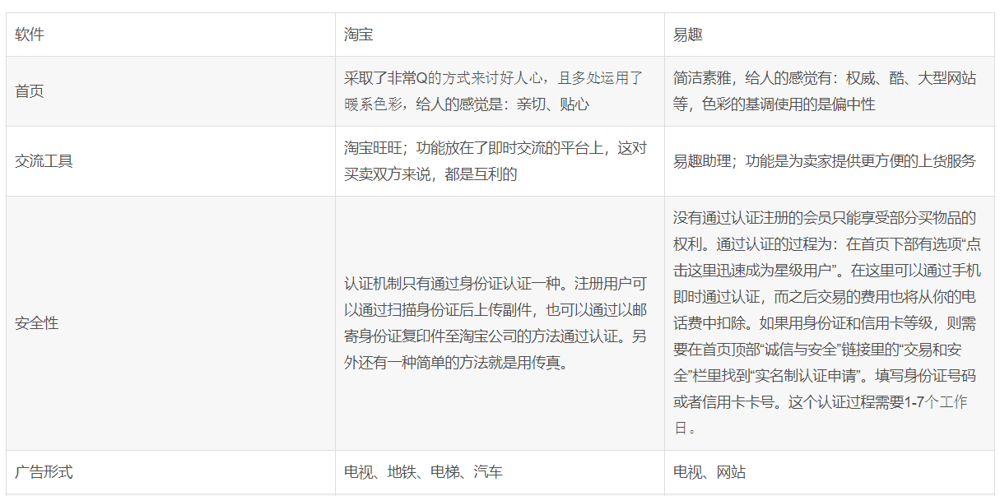 软件
淘宝
易趣
首页
采取了非常Q的方式来讨好人心，且多处运用了
暖系色彩，给人的感觉是：亲切、贴心
简洁素雅，给人的感觉有：权威、酷、大型网站
等，色彩的基调使用的是偏中性
交流工具
淘宝旺旺；功能放在了即时交流的平台上，这对
买卖双方来说，都是互利的
易趣助理；功能是为卖家提供更方便的上货服务
安全性
认证机制只有通过身份证认证一种。注册用户可
以通过扫描身份证后上传副件，也可以通过以邮
寄身份证复印件至淘宝公司的方法通过认证。另
外还有一种简单的方法就是用传真。
没有通过认证注册的会员只能享受部分买物品的
权利。通过认证的过程为：在首页下部有选项“点
击这里迅速成为星级用户”。在这里可以通过手机
即时通过认证，而之后交易的费用也将从你的电
话费中扣除。如果用身份证和信用卡等级，则需
要在首页顶部“诚信与安全”链接里的“交易和安
全”栏里找到“实名制认证申请”。填写身份证号码
或者信用卡卡号。这个认证过程需要1-7个工作
日。
广告形式
电视、地铁、电梯、汽车
电视、网站